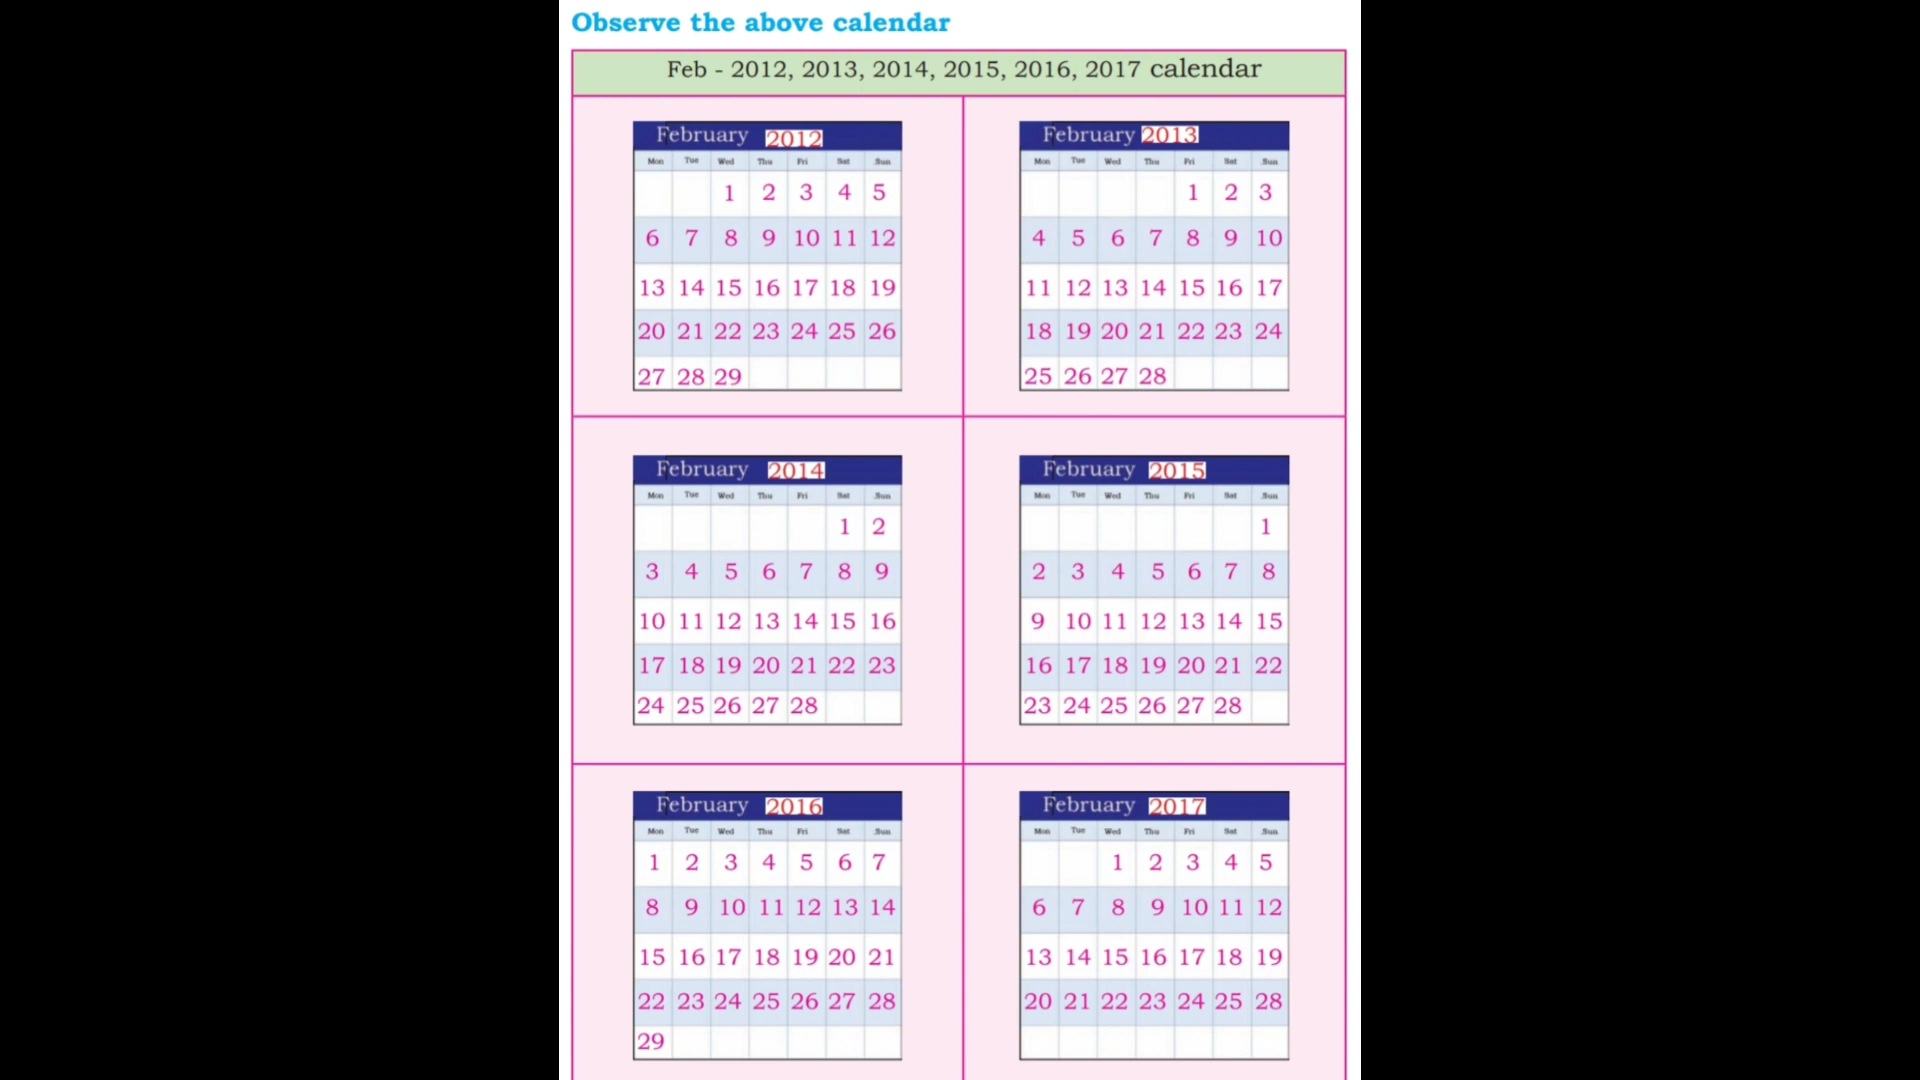 Observe the above calendar
Feb - 2012, 2013, 2014, 2015, 2016, 2017 calendar
February 2012
Mon Tue Wed Thu Fri Sat Sun
1 2 3 4 5
6 7 8 9 10 11 12
13 14 15 16 17 18 19
20 21 22 23 24 25 26
27 28 29
February 2013
Mon Tue Wed Thu Fri Sat Sun
1 2 3
4 5 6 7 8 9 10
11 12 13 14 15 16 17
18 19 20 21 22 23 24
25 26 27 28
February 2014
Mon Tue Wed Thu Fri Sat Sun
1 2
3 4 5 6 7 8 9
10 11 12 13 14 15 16
17 18 19 20 21 22 23
24 25 26 27 28
February 2015
Mon Tue Wed Thu Fri Sat Sun
1
2 3 4 5 6 7 8
9 10 11 12 13 14 15
16 17 18 19 20 21 22
23 24 25 26 27 28
February 2016
Mon Tue Wed Thu Fri Sat Sun
1 2 3 4 5 6 7
8 9 10 11 12 13 14
15 16 17 18 19 20 21
22 23 24 25 26 27 28
29
February 2017
Mon Tue Wed Thu Fri Sat Sun
1 2 3 4 5
6 7 8 9 10 11 12
13 14 15 16 17 18 19
20 21 22 23 24 25 28